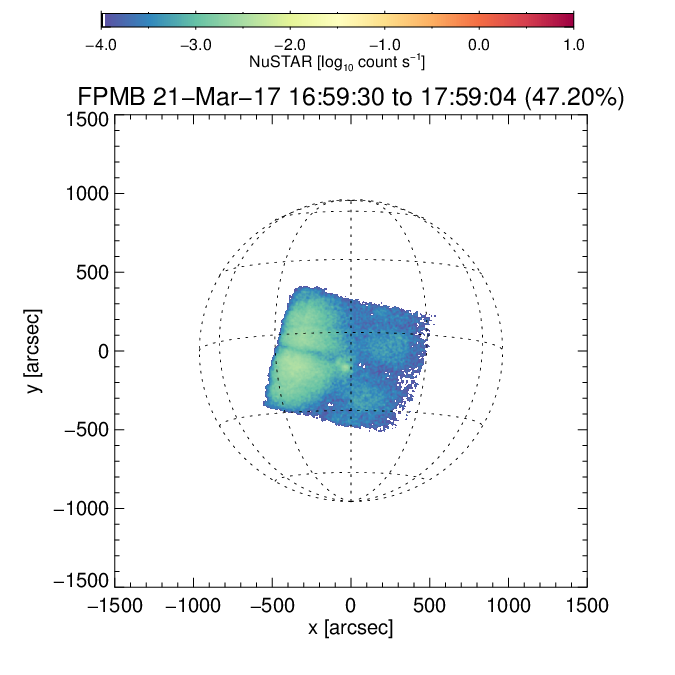 −4.0 −3.0 −2.0 −1.0 0.0 1.0
NuSTAR [log₁₀ count s⁻¹]
FPMB 21−Mar−17 16:59:30 to 17:59:04 (47.20%)
1500
1000
500
0
−500
−1000
−1500
y [arcsec]
−1500 −1000 −500 0 500 1000 1500
x [arcsec]